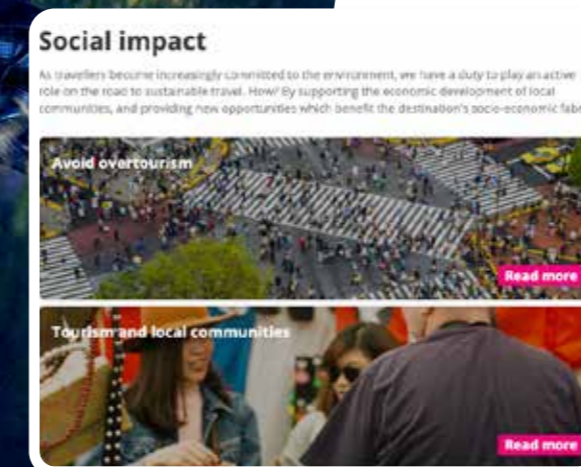 Social impact
As travellers become increasingly committed to the environment, we have a duty to play an active
role on the road to sustainable travel. How? By supporting the economic development of local
communities, and providing new opportunities which benefit the destination's socio-economic fabr
Avoid overtourism
Read more
Tourism and local communities
Read more